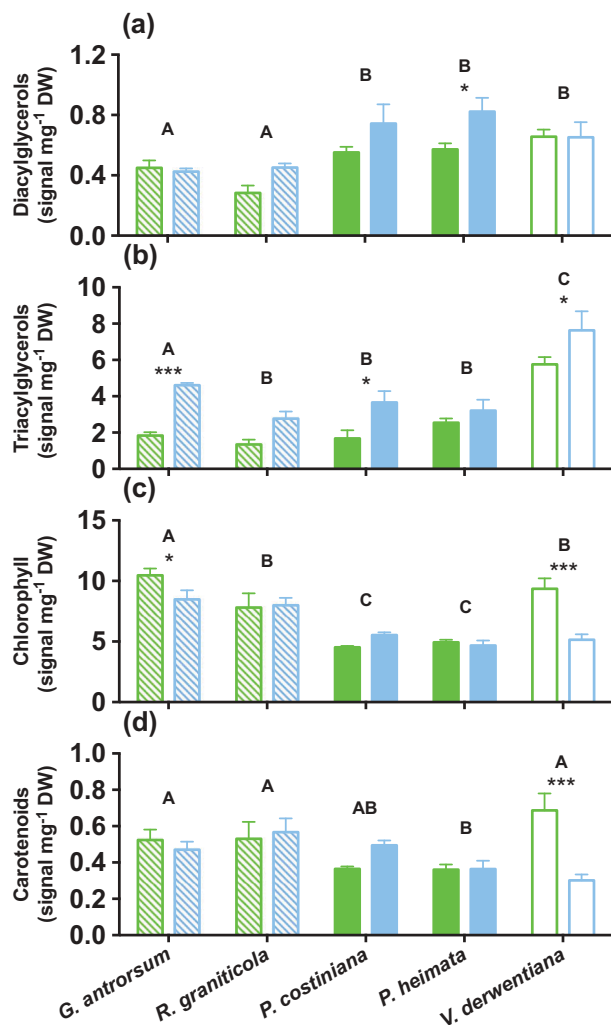 (a)
Diacylglycerols
(signal mg⁻¹ DW)
1.2
0.8
0.4
0.0
A
A
B
B
*
B
(b)
Triacylglycerols
(signal mg⁻¹ DW)
10
8
6
4
2
0
A
***
B
B
*
B
C
*
(c)
Chlorophyll
(signal mg⁻¹ DW)
15
10
5
0
A
*
B
C
C
B
***
(d)
Carotenoids
(signal mg⁻¹ DW)
1.0
0.8
0.6
0.4
0.2
0.0
A
A
AB
B
A
***
G. antrorsum
R. graniticola
P. costiniana
P. heimata
V. derwentiana